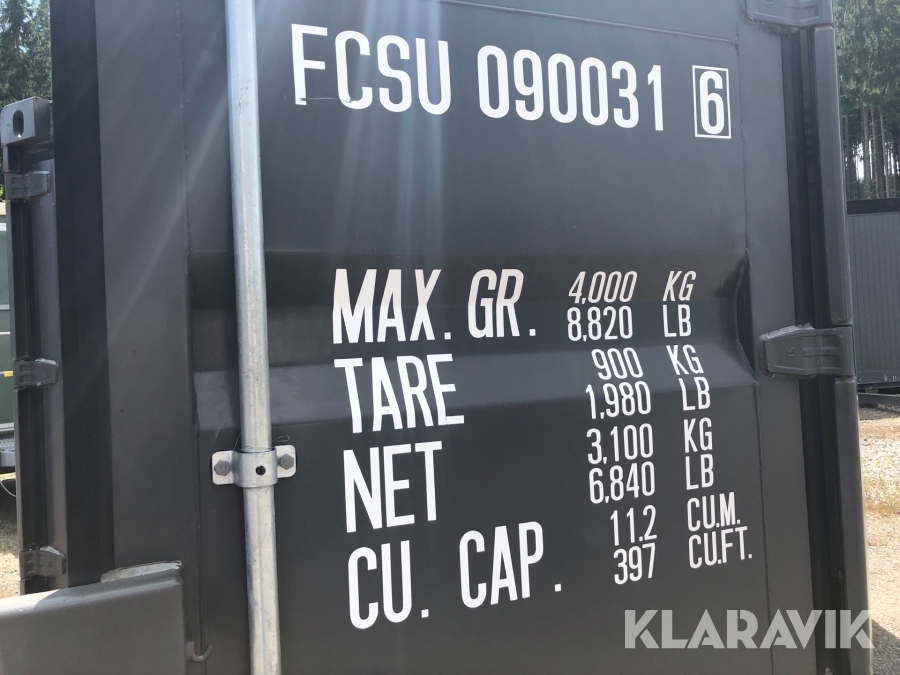 FCSU 090031 6
MAX. GR. 4,000 KG
8,820 LB
TARE 900 KG
1,980 LB
NET 3,100 KG
6,840 LB
CU. CAP. 11.2 CU.M.
397 CU.FT.
KLARAVIK